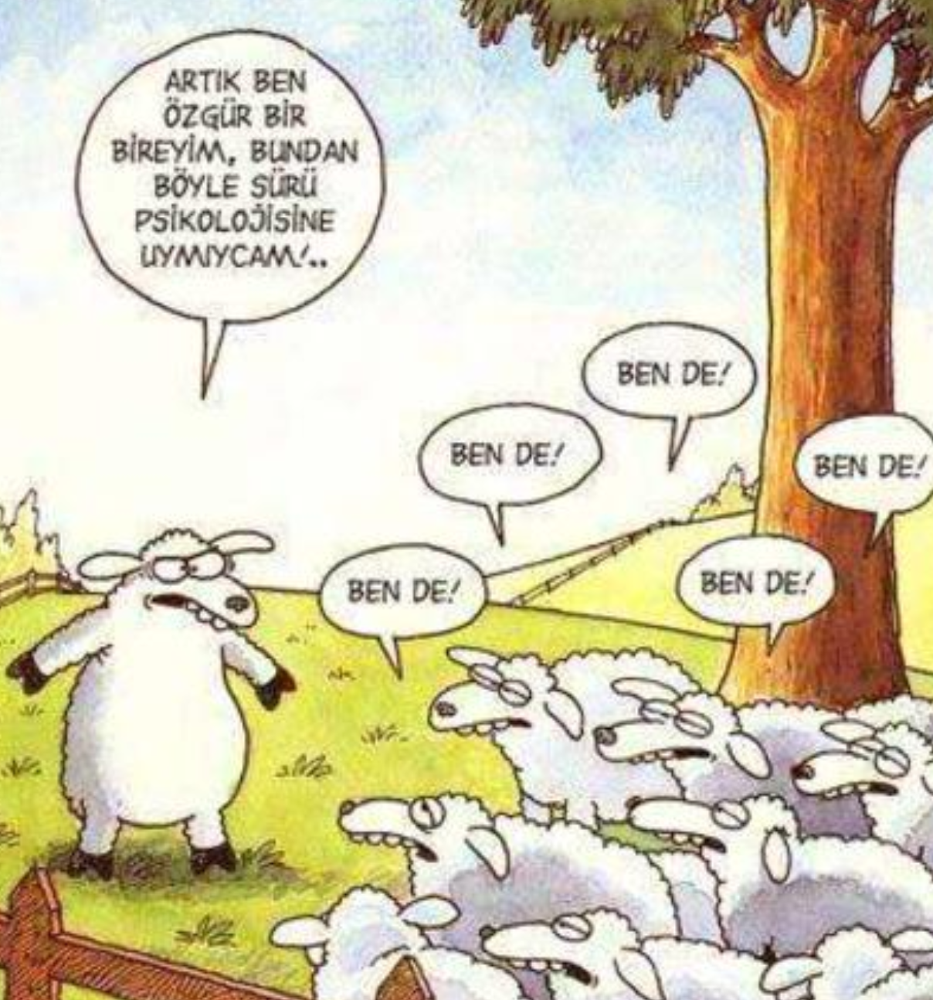 ARTIK BEN
ÖZGÜR BİR
BİREYİM, BUNDAN
BÖYLE SÜRÜ
PSİKOLOJİSİNE
UYMIYCAM!..
BEN DE!
BEN DE!
BEN DE!
BEN DE!
BEN DE!